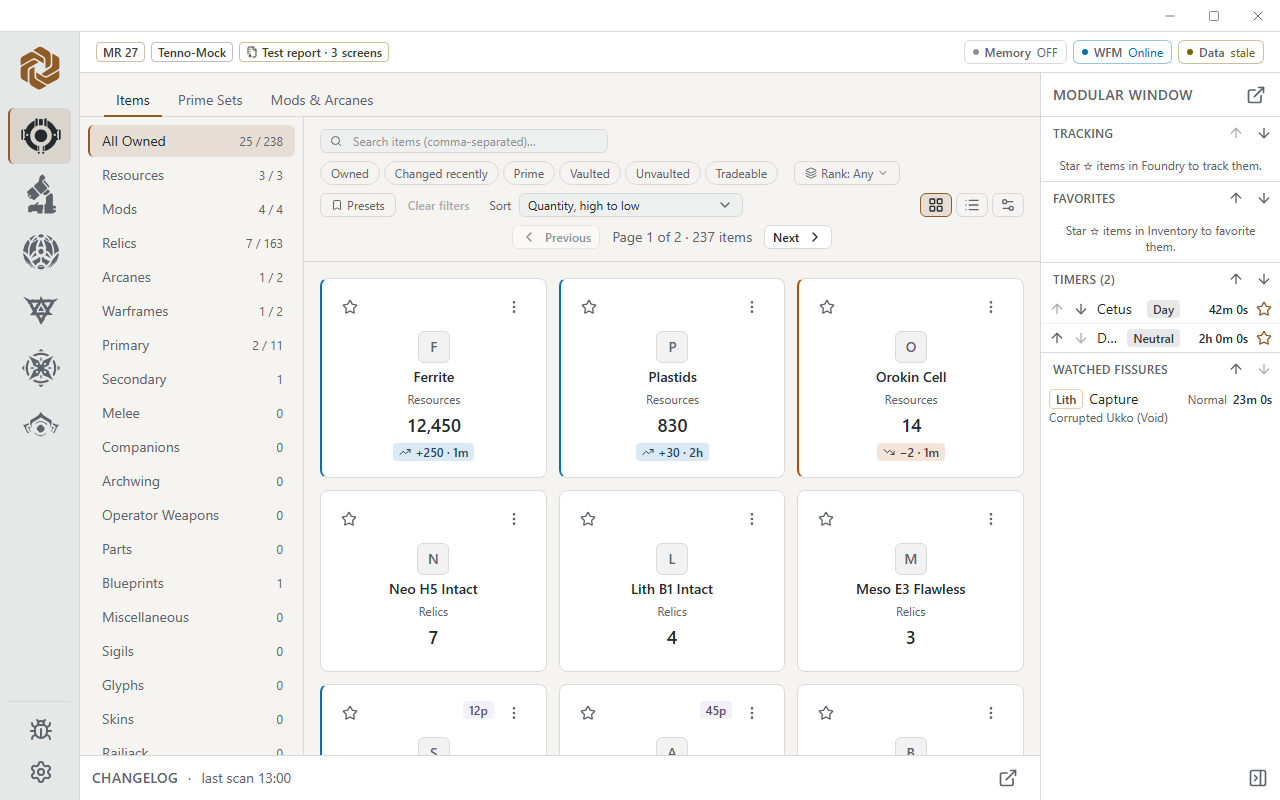 MR 27
Tenno-Mock
Test report · 3 screens
Memory OFF
WFM Online
Data stale
Items
Prime Sets
Mods & Arcanes
All Owned 25 / 238
Resources 3 / 3
Mods 4 / 4
Relics 7 / 163
Arcanes 1 / 2
Warframes 1 / 2
Primary 2 / 11
Secondary 1
Melee 0
Companions 0
Archwing 0
Operator Weapons 0
Parts 0
Blueprints 1
Miscellaneous 0
Sigils 0
Glyphs 0
Skins 0
Railjack 0
Search items (comma-separated)...
Owned
Changed recently
Prime
Vaulted
Unvaulted
Tradeable
Rank: Any
Presets
Clear filters
Sort
Quantity, high to low
Previous
Page 1 of 2 · 237 items
Next
F
Ferrite
Resources
12,450
+250 · 1m
P
Plastids
Resources
830
+30 · 2h
O
Orokin Cell
Resources
14
−2 · 1m
N
Neo H5 Intact
Relics
7
L
Lith B1 Intact
Relics
4
M
Meso E3 Flawless
Relics
3
12p
S
45p
A
B
MODULAR WINDOW
TRACKING
Star ☆ items in Foundry to track them.
FAVORITES
Star ☆ items in Inventory to favorite
them.
TIMERS (2)
Cetus Day 42m 0s
D... Neutral 2h 0m 0s
WATCHED FISSURES
Lith Capture Normal 23m 0s
Corrupted Ukko (Void)
CHANGELOG · last scan 13:00